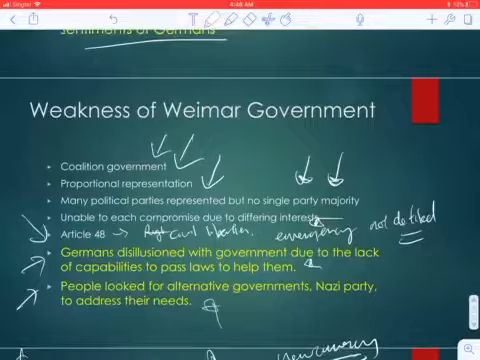 Singtel
4:48 AM
12%
sentiments of Germans
Weakness of Weimar Government
Coalition government
Proportional representation
Many political parties represented but no single party majority
Unable to each compromise due to differing interests
Article 48 → civil liberties. emergency not defined
Germans disillusioned with government due to the lack
of capabilities to pass laws to help them.
People looked for alternative governments, Nazi party,
to address their needs.